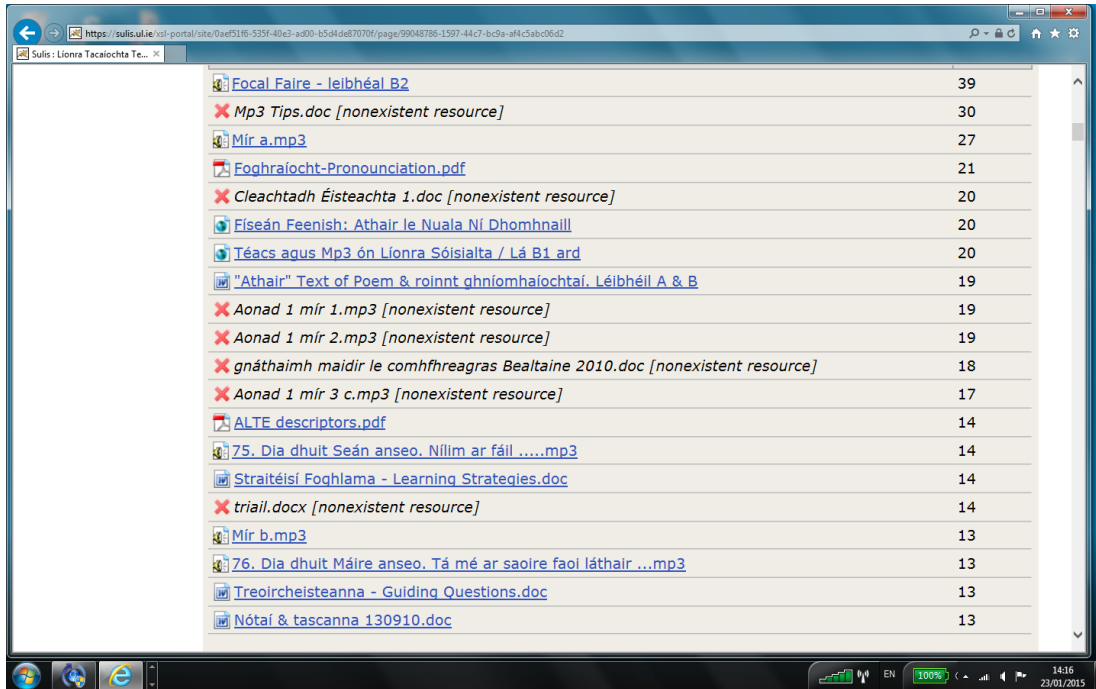 https://sulis.ul.ie/xsl-portal/site/0aef51f6-535f-40e3-ad00-b5d4de87070f/page/99048786-1597-44c7-bc9a-af4c5abc06d2
Sulis : Líonra Tacaíochta Te...
Focal Faire - leibhéal B2 39
Mp3 Tips.doc [nonexistent resource] 30
Mír a.mp3 27
Foghraíocht-Pronounciation.pdf 21
Cleachtadh Éisteachta 1.doc [nonexistent resource] 20
Físeán Feenish: Athair le Nuala Ní Dhomhnaill 20
Téacs agus Mp3 ón Líonra Sóisialta / Lá B1 ard 20
"Athair" Text of Poem & roinnt ghníomhaíochtaí. Léibhéil A & B 19
Aonad 1 mír 1.mp3 [nonexistent resource] 19
Aonad 1 mír 2.mp3 [nonexistent resource] 19
gnáthaimh maidir le comhfhreagras Bealtaine 2010.doc [nonexistent resource] 18
Aonad 1 mír 3 c.mp3 [nonexistent resource] 17
ALTE descriptors.pdf 14
75. Dia dhuit Seán anseo. Nílim ar fáil .....mp3 14
Straitéisí Foghlama - Learning Strategies.doc 14
triail.docx [nonexistent resource] 14
Mír b.mp3 13
76. Dia dhuit Máire anseo. Tá mé ar saoire faoi láthair ...mp3 13
Treoircheisteanna - Guiding Questions.doc 13
Nótaí & tascanna 130910.doc 13
EN 100% 14:16
23/01/2015